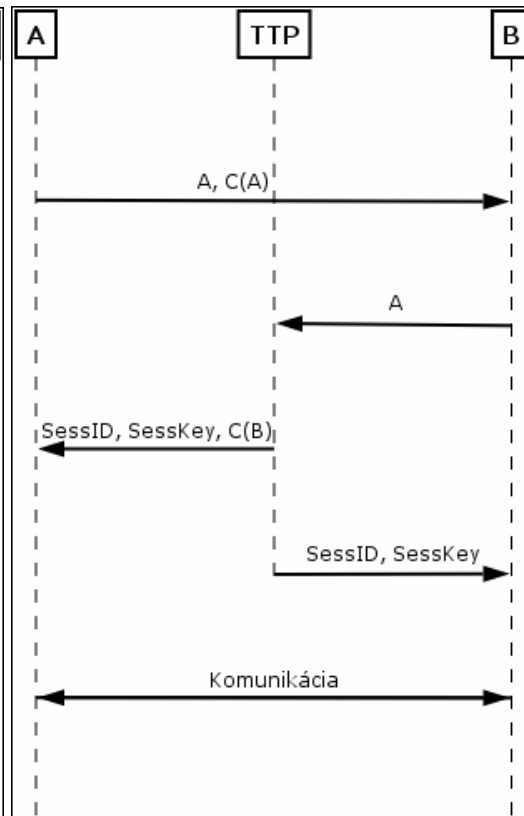 A
TTP
B
A, C(A)
A
SessID, SessKey, C(B)
SessID, SessKey
Komunikácia